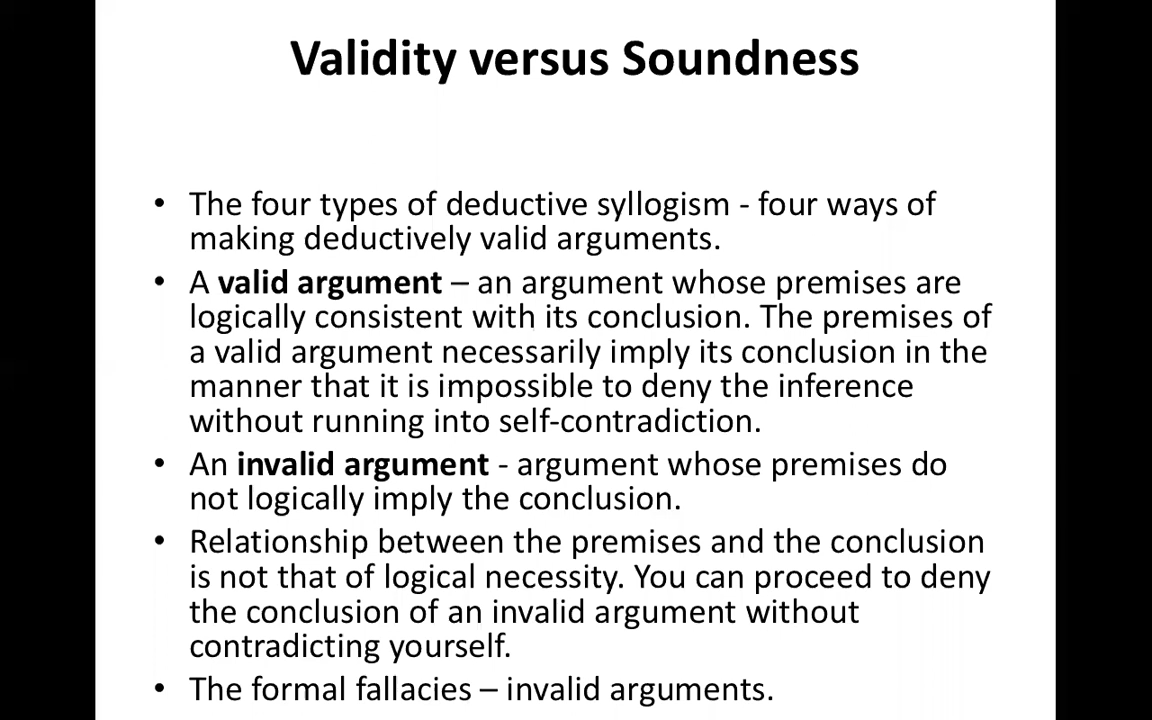 Validity versus Soundness
• The four types of deductive syllogism - four ways of
making deductively valid arguments.
• A valid argument – an argument whose premises are
logically consistent with its conclusion. The premises of
a valid argument necessarily imply its conclusion in the
manner that it is impossible to deny the inference
without running into self-contradiction.
• An invalid argument - argument whose premises do
not logically imply the conclusion.
• Relationship between the premises and the conclusion
is not that of logical necessity. You can proceed to deny
the conclusion of an invalid argument without
contradicting yourself.
• The formal fallacies – invalid arguments.